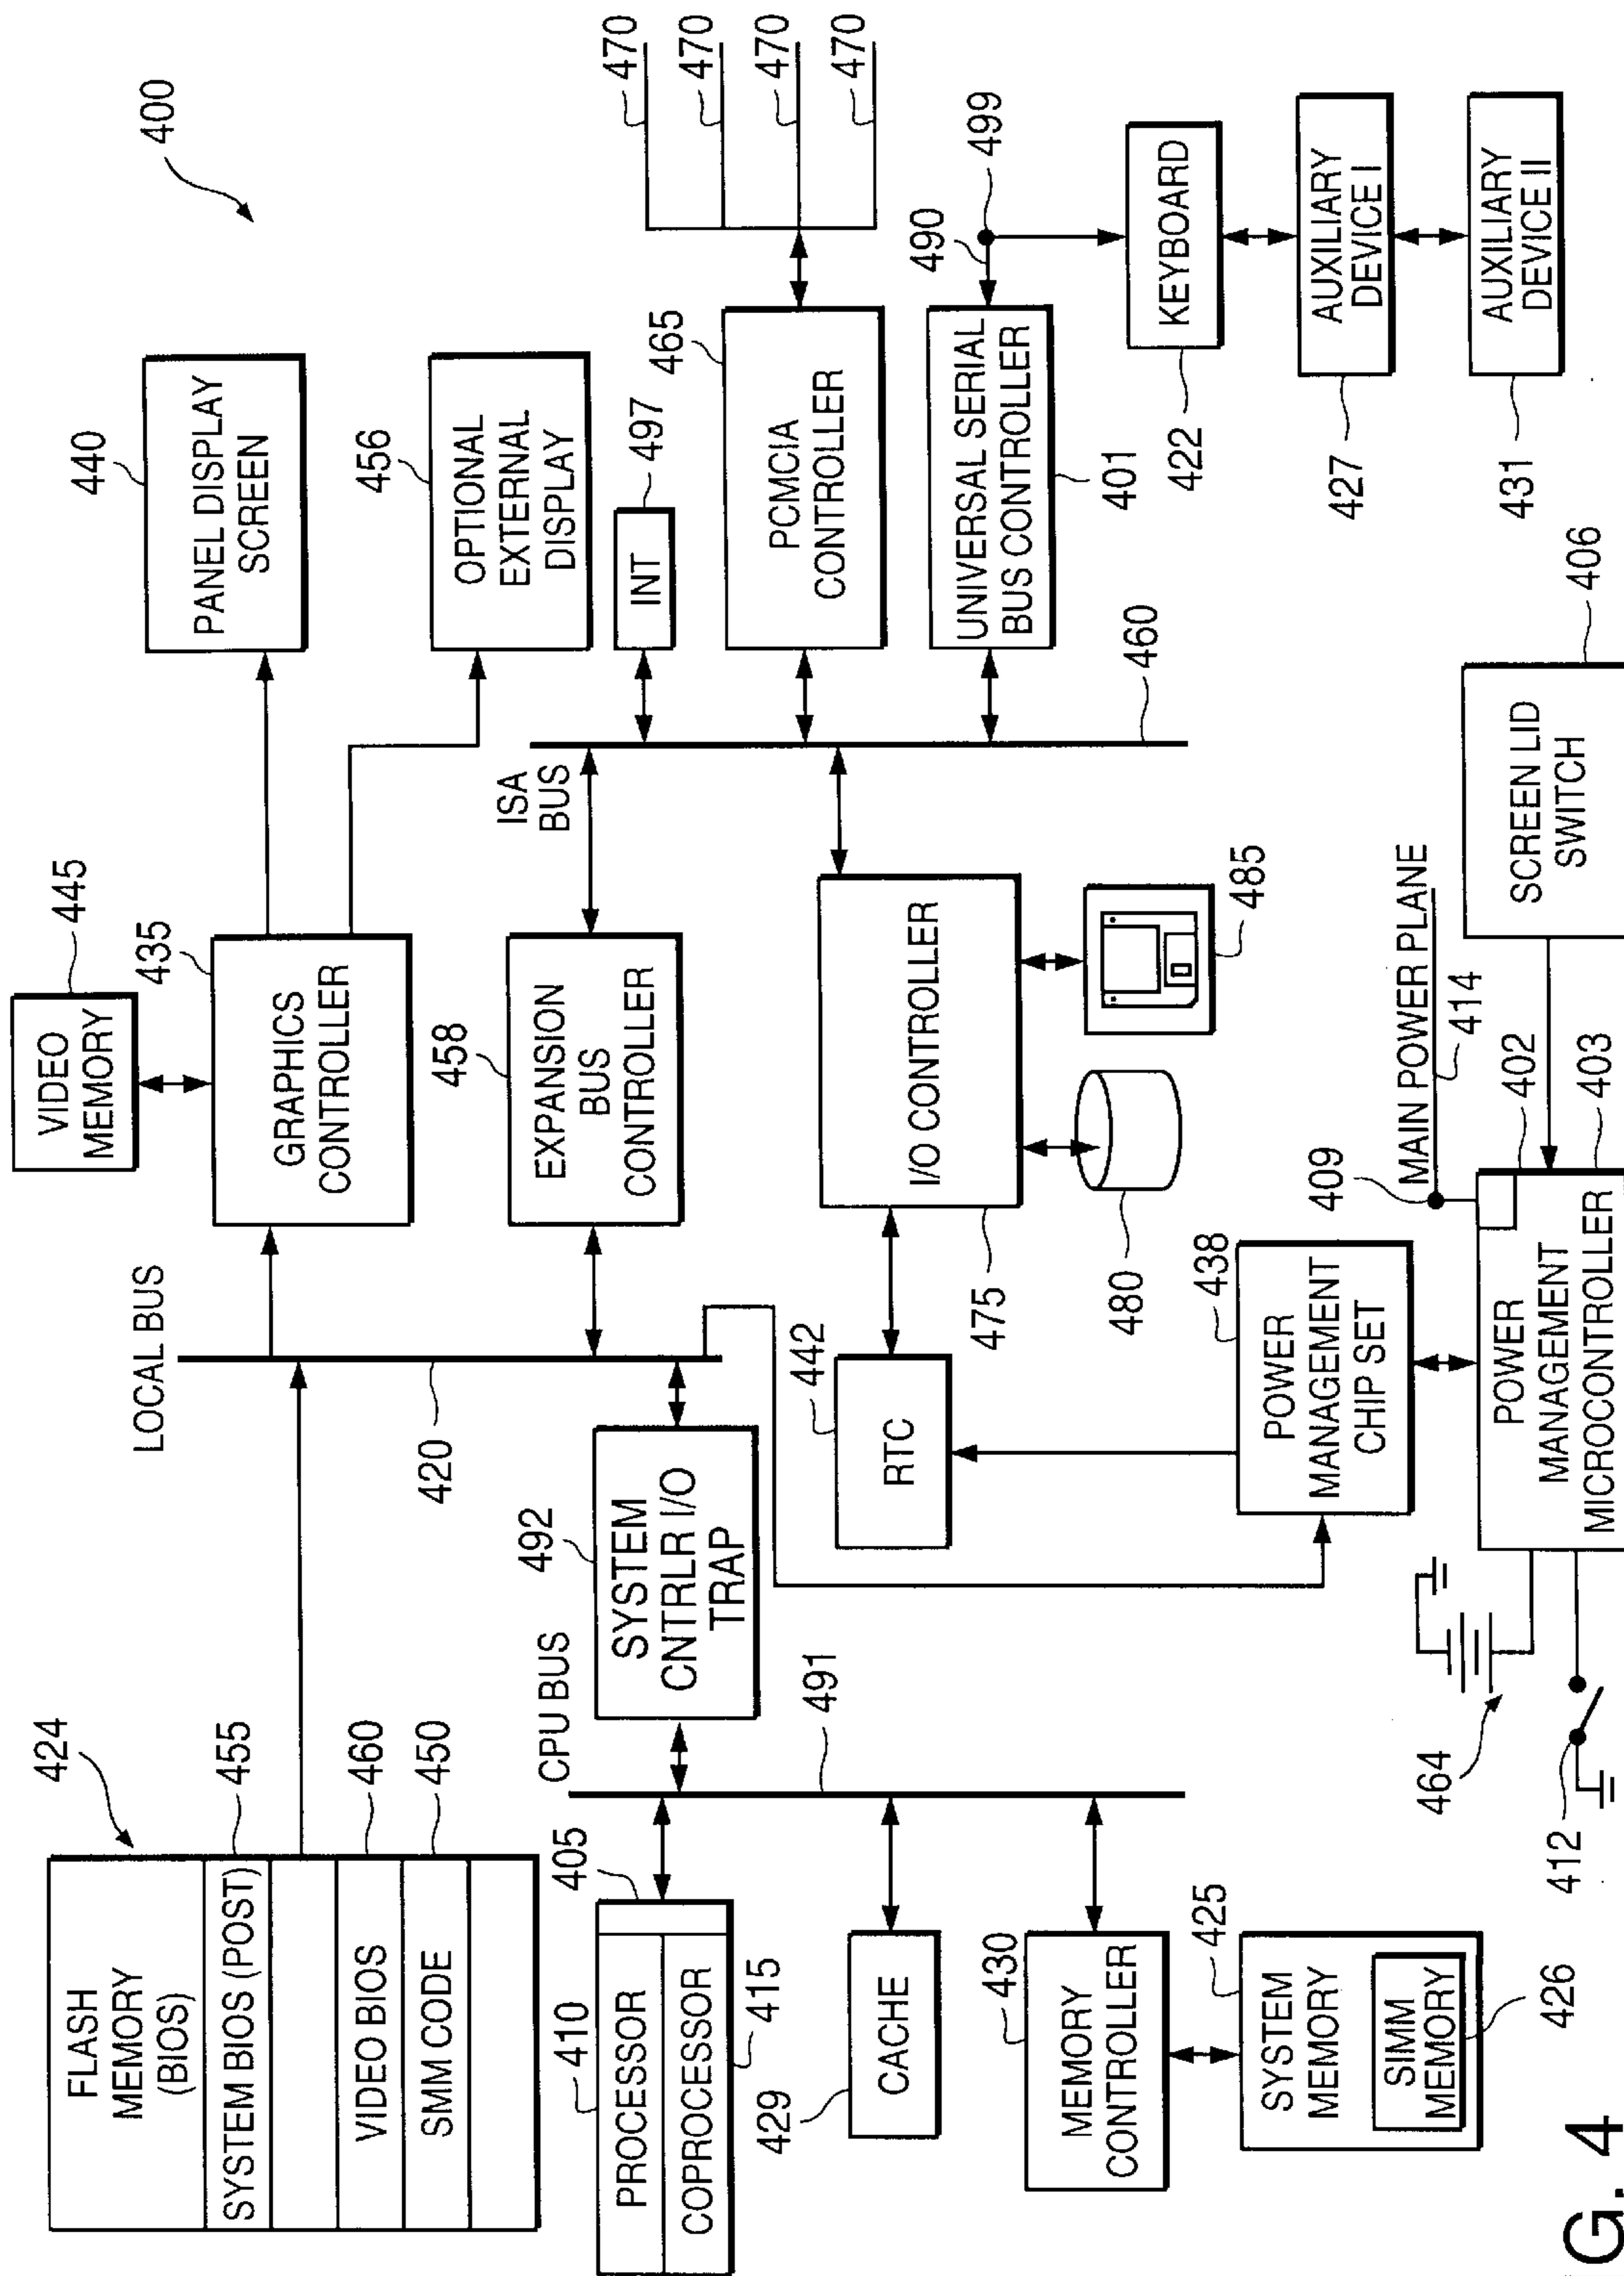 400
424
FLASH
MEMORY
(BIOS)
SYSTEM BIOS (POST)
455
VIDEO BIOS
460
SMM CODE
450
LOCAL BUS
420
VIDEO
MEMORY
445
GRAPHICS
CONTROLLER
435
PANEL DISPLAY
SCREEN
440
OPTIONAL
EXTERNAL
DISPLAY
456
410
PROCESSOR
COPROCESSOR
405
415
CPU BUS
491
SYSTEM
CNTRLR I/O
TRAP
492
EXPANSION
BUS
CONTROLLER
458
ISA
BUS
INT
497
470
470
470
470
PCMCIA
CONTROLLER
465
CACHE
429
RTC
442
I/O CONTROLLER
475
480
485
UNIVERSAL SERIAL
BUS CONTROLLER
401
460
490
499
KEYBOARD
422
AUXILIARY
DEVICE I
427
AUXILIARY
DEVICE II
431
MEMORY
CONTROLLER
430
SYSTEM
MEMORY
425
SIMM
MEMORY
426
POWER
MANAGEMENT
CHIP SET
438
409
MAIN POWER PLANE
414
402
403
POWER
MANAGEMENT
MICROCONTROLLER
464
412
SCREEN LID
SWITCH
406
G. 4